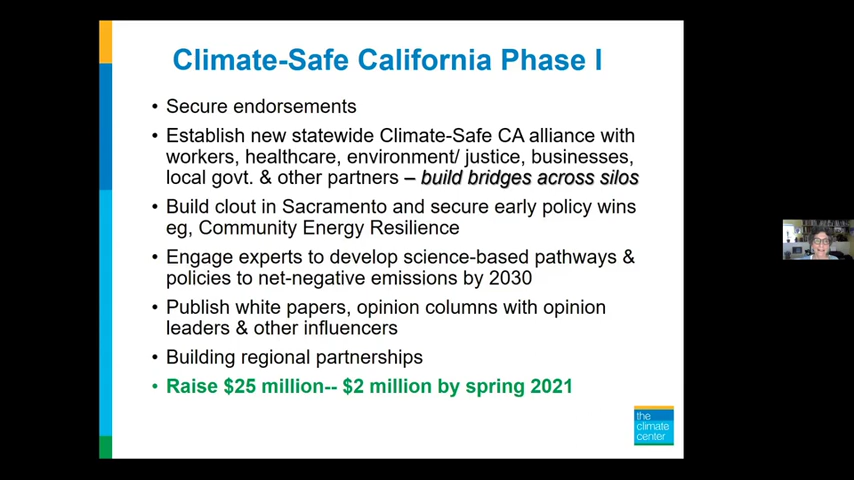 Climate-Safe California Phase I
• Secure endorsements
• Establish new statewide Climate-Safe CA alliance with
workers, healthcare, environment/ justice, businesses,
local govt. & other partners – build bridges across silos
• Build clout in Sacramento and secure early policy wins
eg, Community Energy Resilience
• Engage experts to develop science-based pathways &
policies to net-negative emissions by 2030
• Publish white papers, opinion columns with opinion
leaders & other influencers
• Building regional partnerships
• Raise $25 million-- $2 million by spring 2021
the
climate
center